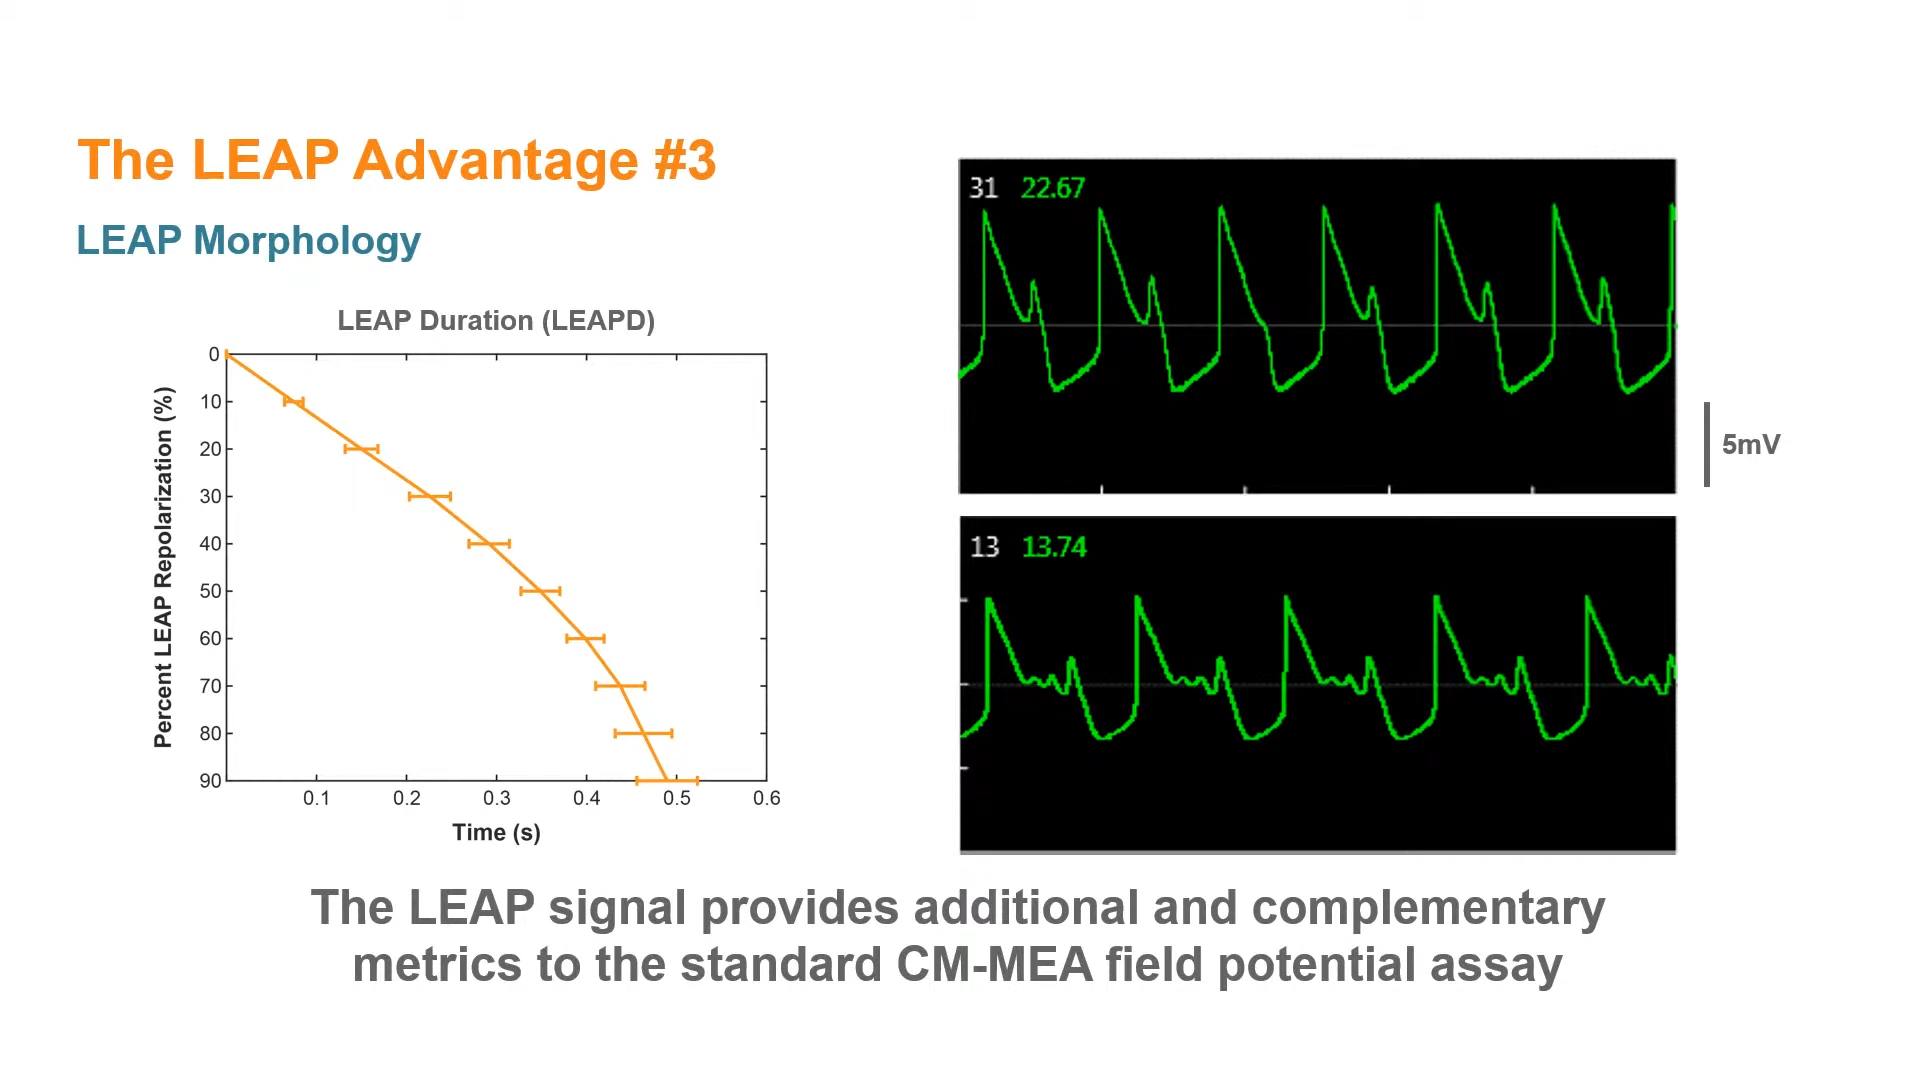 The LEAP Advantage #3
LEAP Morphology
LEAP Duration (LEAPD)
Percent LEAP Repolarization (%)
0
10
20
30
40
50
60
70
80
90
0.1 0.2 0.3 0.4 0.5 0.6
Time (s)
31 22.67
5mV
13 13.74
The LEAP signal provides additional and complementary
metrics to the standard CM-MEA field potential assay